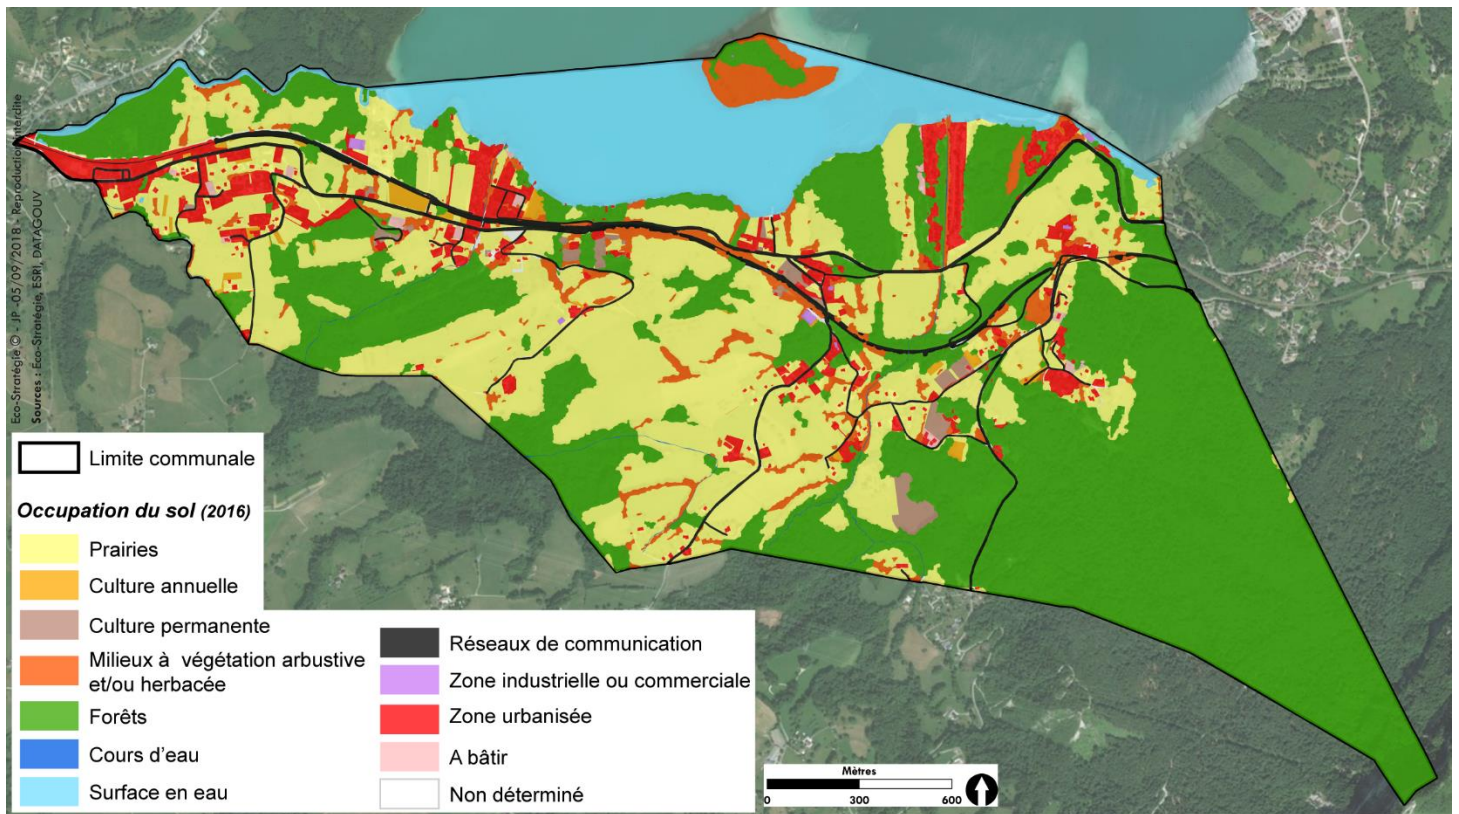 Eco-Stratégie © - JP -05/09/2018 - Reproduction interdite
Sources : Eco-Stratégie, ESRI, DATAGOUV
Limite communale
Occupation du sol (2016)
Prairies
Culture annuelle
Culture permanente
Milieux à végétation arbustive
et/ou herbacée
Forêts
Cours d'eau
Surface en eau
Réseaux de communication
Zone industrielle ou commerciale
Zone urbanisée
A bâtir
Non déterminé
Mètres
0 300 600